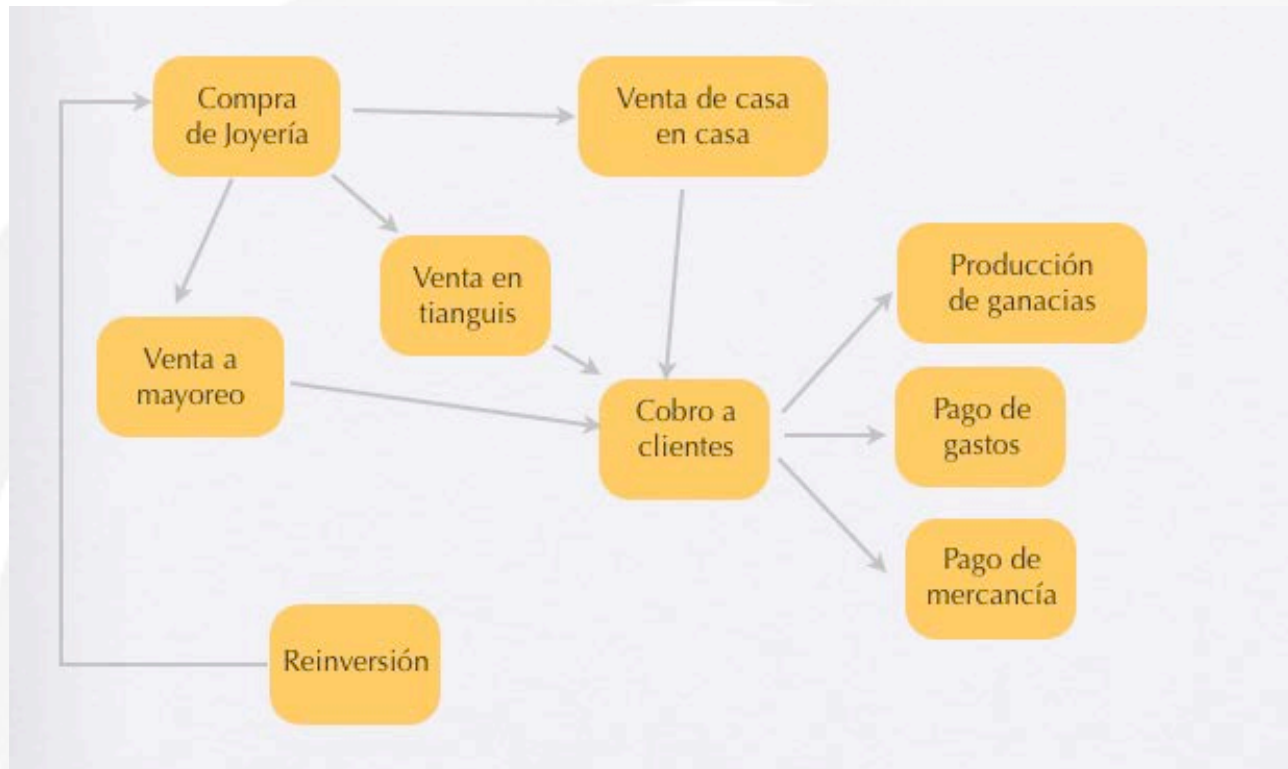 Compra
de Joyería
Venta de casa
en casa
Venta en
tianguis
Venta a
mayoreo
Cobro a
clientes
Producción
de ganacias
Pago de
gastos
Pago de
mercancía
Reinversión